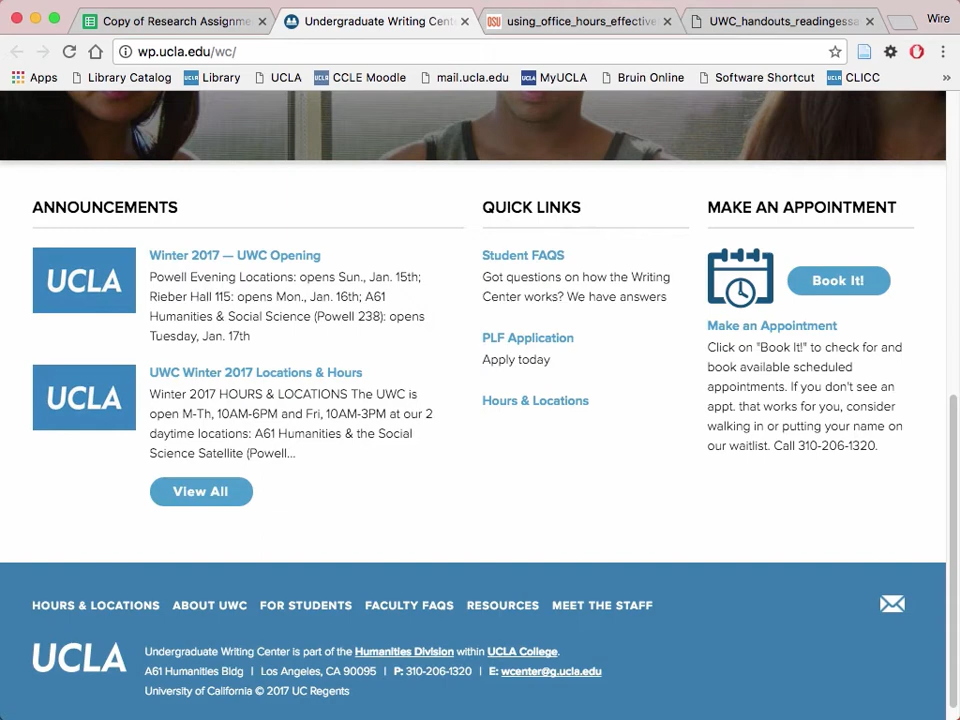 Copy of Research Assignme
Undergraduate Writing Cent
OSU using_office_hours_effective
UWC_handouts_readingessa
Wire
wp.ucla.edu/wc/
Apps
Library Catalog
UCLA Library
UCLA
CCLE Moodle
mail.ucla.edu
UCLA MyUCLA
Bruin Online
Software Shortcut
UCLA CLICC
»
ANNOUNCEMENTS
UCLA
Winter 2017 — UWC Opening
Powell Evening Locations: opens Sun., Jan. 15th;
Rieber Hall 115: opens Mon., Jan. 16th; A61
Humanities & Social Science (Powell 238): opens
Tuesday, Jan. 17th
UCLA
UWC Winter 2017 Locations & Hours
Winter 2017 HOURS & LOCATIONS The UWC is
open M-Th, 10AM-6PM and Fri, 10AM-3PM at our 2
daytime locations: A61 Humanities & the Social
Science Satellite (Powell...
View All
QUICK LINKS
Student FAQS
Got questions on how the Writing
Center works? We have answers
PLF Application
Apply today
Hours & Locations
MAKE AN APPOINTMENT
Book It!
Make an Appointment
Click on "Book It!" to check for and
book available scheduled
appointments. If you don't see an
appt. that works for you, consider
walking in or putting your name on
our waitlist. Call 310-206-1320.
HOURS & LOCATIONS ABOUT UWC FOR STUDENTS FACULTY FAQS RESOURCES MEET THE STAFF
UCLA
Undergraduate Writing Center is part of the Humanities Division within UCLA College.
A61 Humanities Bldg | Los Angeles, CA 90095 | P: 310-206-1320 | E: wcenter@g.ucla.edu
University of California © 2017 UC Regents